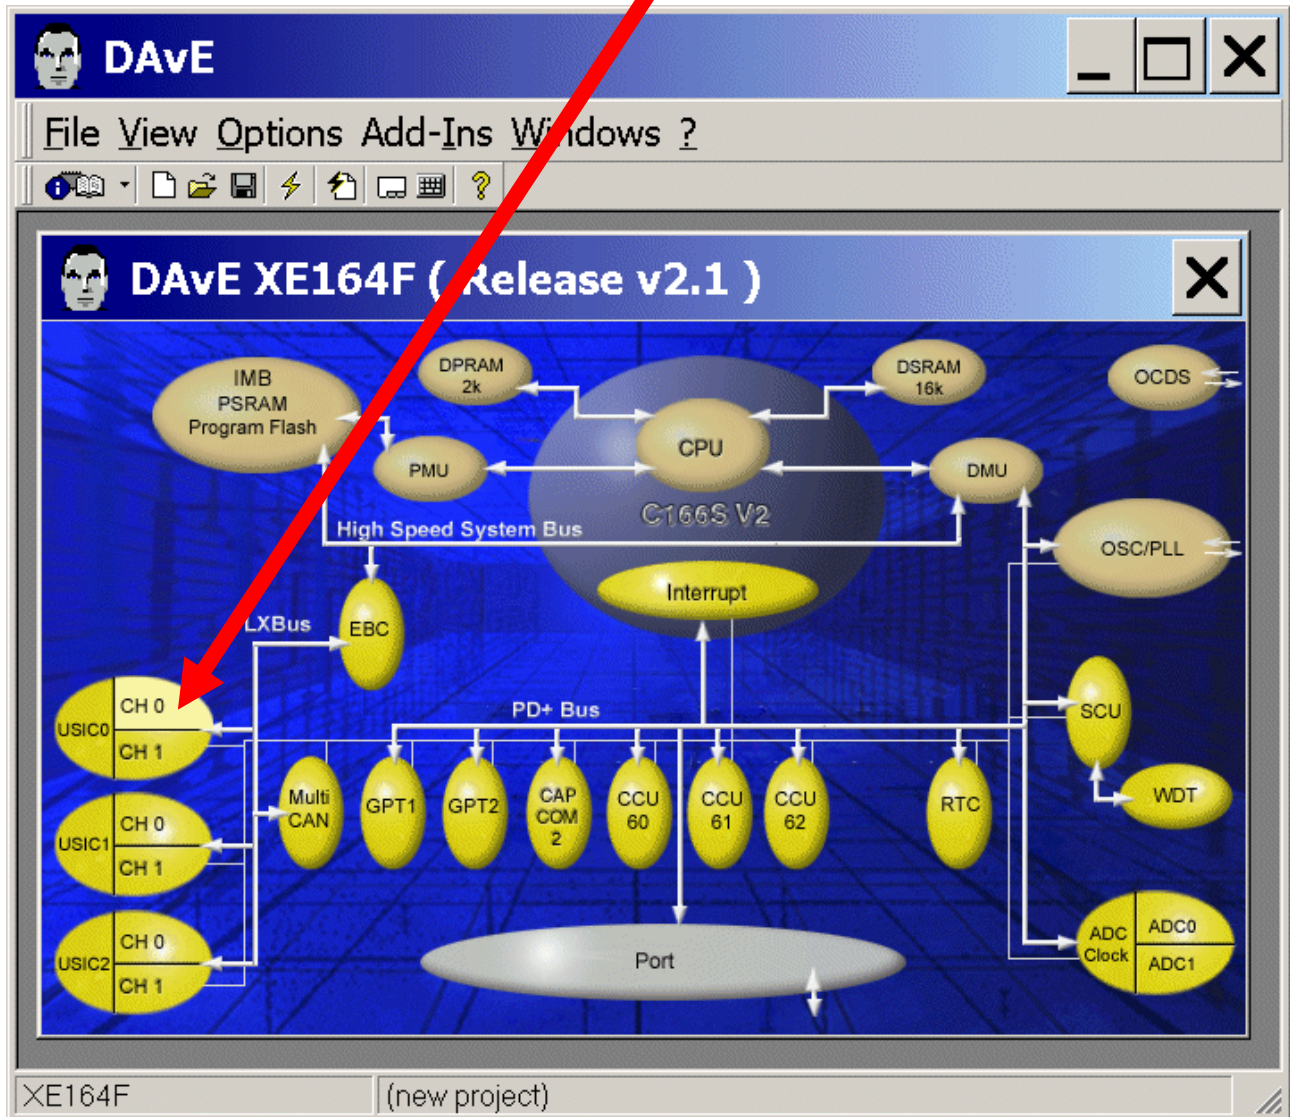 DAvE
File View Options Add-Ins Windows ?
DAvE XE164F ( Release v2.1 )
IMB
PSRAM
Program Flash
DPRAM
2k
DSRAM
16k
OCDS
CPU
PMU
DMU
C166S V2
High Speed System Bus
OSC/PLL
Interrupt
LXBus
EBC
PD+ Bus
SCU
USIC0
CH 0
CH 1
Multi
CAN
GPT1
GPT2
CAP
COM
2
CCU
60
CCU
61
CCU
62
RTC
WDT
USIC1
CH 0
CH 1
USIC2
CH 0
CH 1
Port
ADC
Clock
ADC0
ADC1
XE164F
(new project)